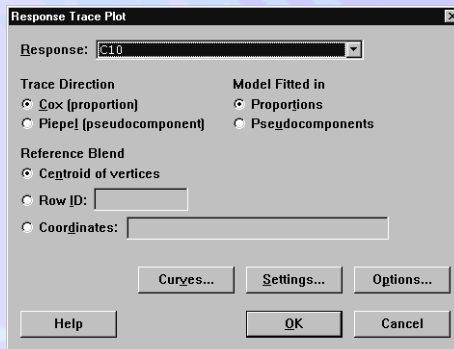 Response Trace Plot
Response: C10
Trace Direction
Cox (proportion)
Piepel (pseudocomponent)
Model Fitted in
Proportions
Pseudocomponents
Reference Blend
Centroid of vertices
Row ID:
Coordinates:
Curves... Settings... Options...
Help OK Cancel